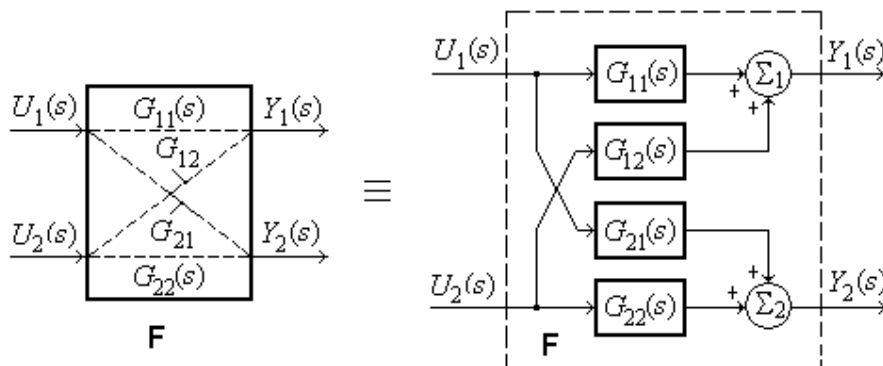 U₁(s)
G₁₁(s)
Y₁(s)
G₁₂
U₂(s)
G₂₁
Y₂(s)
G₂₂(s)
F
≡
U₁(s)
G₁₁(s)
+
+
Σ₁
Y₁(s)
G₁₂(s)
G₂₁(s)
U₂(s)
G₂₂(s)
+
+
Σ₂
Y₂(s)
F